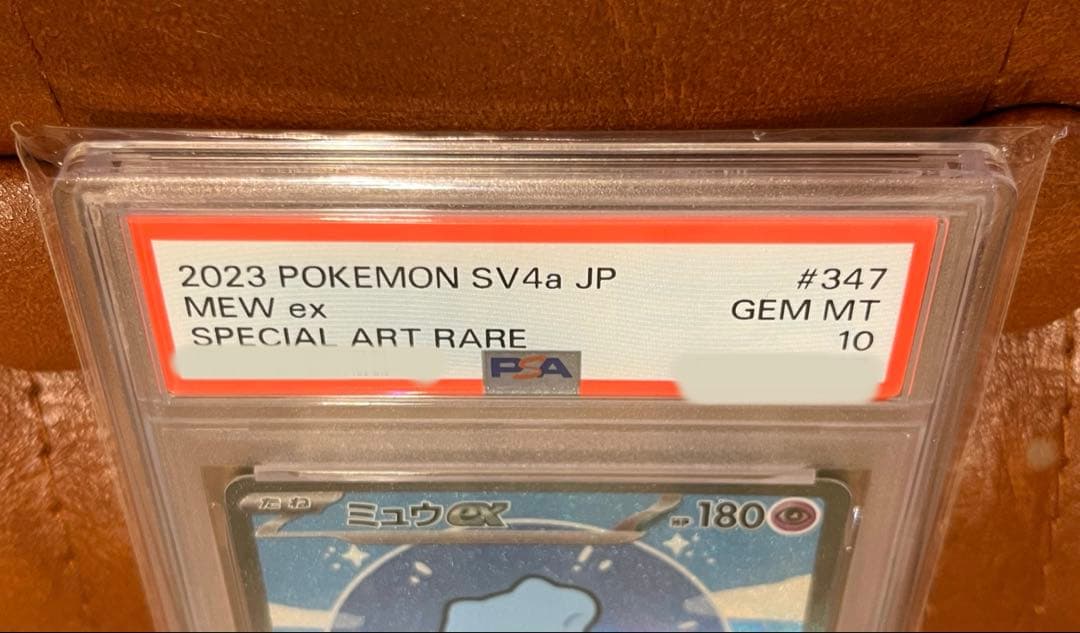 2023 POKEMON SV4a JP #347
MEW ex GEM MT
SPECIAL ART RARE 10
PSA
たね ミュウex HP 180